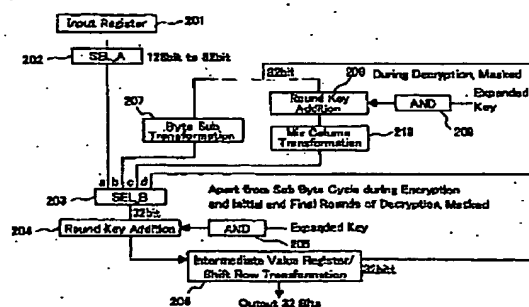 Input Register
201
202
SEL_A
128bit to 32bit
32bit
209
During Decryption, Masked
207
Round Key
Addition
AND
Expanded
Key
Byte Sub
Transformation
Mix Column
Transformation
210
208
a b c d
203
SEL_B
32bit
Apart from Sub Byte Cycle during Encryption
and Initial and Final Rounds of Decryption, Masked
204
Round Key Addition
AND
Expanded Key
205
Intermediate Value Register/
Shift Row Transformation
32bit
206
Output 32 Bits